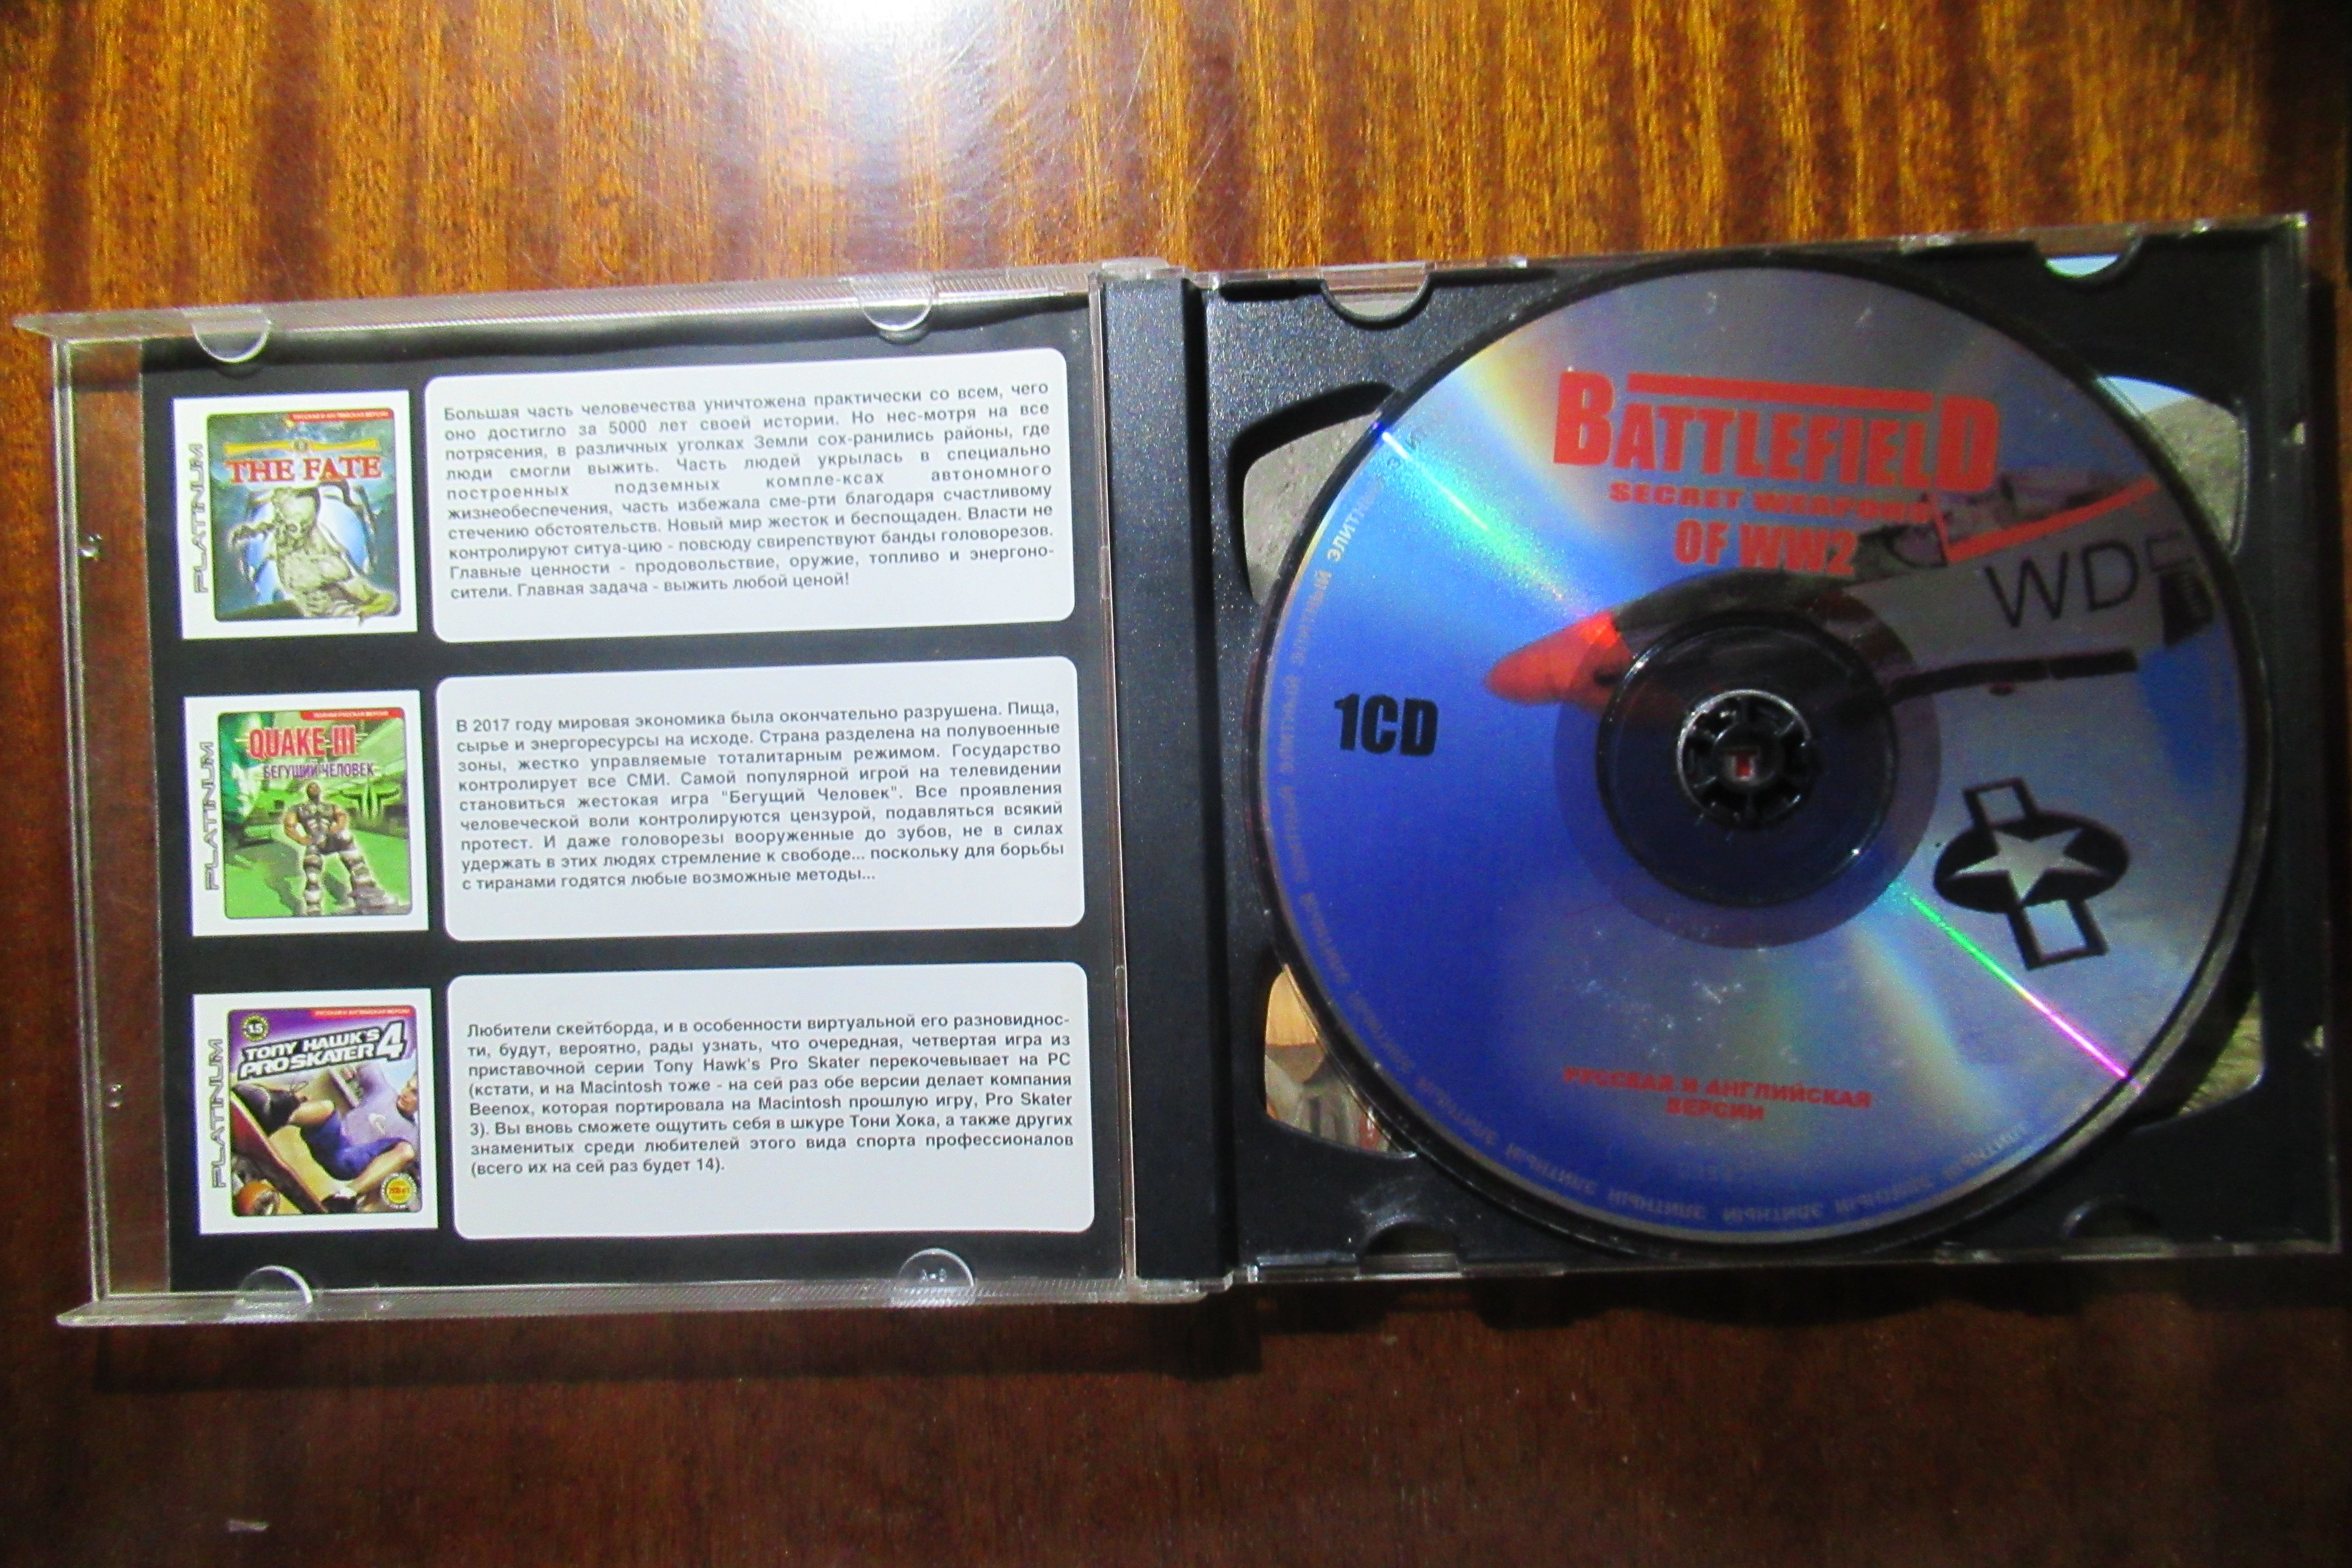 PLATINUM
РУССКАЯ И АНГЛИЙСКАЯ ВЕРСИИ
THE FATE
Большая часть человечества уничтожена практически со всем, чего
оно достигло за 5000 лет своей истории. Но нес-мотря на все
потрясения, в различных уголках Земли сох-ранились районы, где
люди смогли выжить. Часть людей укрылась в специально
построенных подземных компле-ксах автономного
жизнеобеспечения, часть избежала сме-рти благодаря счастливому
стечению обстоятельств. Новый мир жесток и беспощаден. Власти не
контролируют ситуа-цию - повсюду свирепствуют банды головорезов.
Главные ценности - продовольствие, оружие, топливо и энергоно-
сители. Главная задача - выжить любой ценой!
PLATINUM
QUAKE III
БЕГУЩИЙ ЧЕЛОВЕК
В 2017 году мировая экономика была окончательно разрушена. Пища,
сырье и энергоресурсы на исходе. Страна разделена на полувоенные
зоны, жестко управляемые тоталитарным режимом. Государство
контролирует все СМИ. Самой популярной игрой на телевидении
становиться жестокая игра "Бегущий Человек". Все проявления
человеческой воли контролируются цензурой, подавляться всякий
протест. И даже головорезы вооруженные до зубов, не в силах
удержать в этих людях стремление к свободе... поскольку для борьбы
с тиранами годятся любые возможные методы...
PLATINUM
РУССКАЯ И АНГЛИЙСКАЯ ВЕРСИИ
TONY HAWK'S
PRO SKATER 4
Любители скейтборда, и в особенности виртуальной его разновиднос-
ти, будут, вероятно, рады узнать, что очередная, четвертая игра из
приставочной серии Tony Hawk's Pro Skater перекочевывает на PC
(кстати, и на Macintosh тоже - на сей раз обе версии делает компания
Beenox, которая портировала на Macintosh прошлую игру, Pro Skater
3). Вы вновь сможете ощутить себя в шкуре Тони Хока, а также других
знаменитых среди любителей этого вида спорта профессионалов
(всего их на сей раз будет 14).
BATTLEFIELD
SECRET WEAPONS
OF WW2
WD
1CD
РУССКАЯ И АНГЛИЙСКАЯ
ВЕРСИИ
ЭЛИТНЫЙ ЭЛИТНЫЙ ЭЛИТНЫЙ ЭЛИТНЫЙ